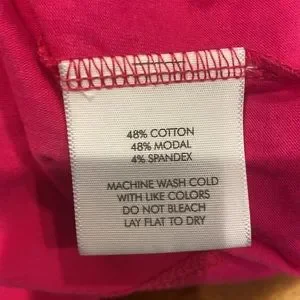 48% COTTON
48% MODAL
4% SPANDEX
MACHINE WASH COLD
WITH LIKE COLORS
DO NOT BLEACH
LAY FLAT TO DRY